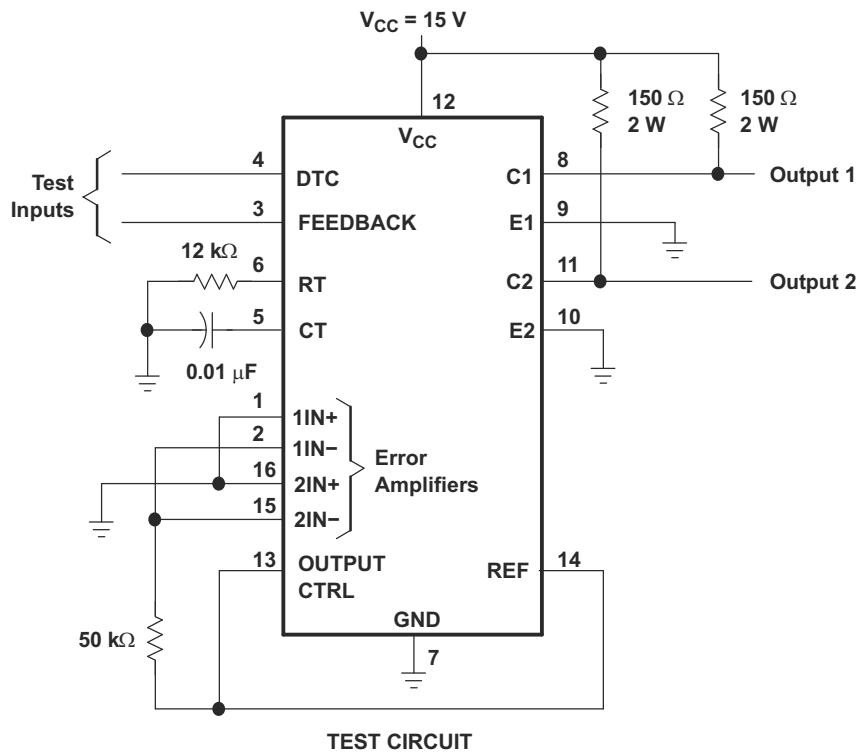 VCC = 15 V
12
VCC
150 Ω
2 W
150 Ω
2 W
Test
Inputs
4
DTC
3
FEEDBACK
12 kΩ
6
RT
5
CT
0.01 μF
C1
8
Output 1
E1
9
C2
11
Output 2
E2
10
1
1IN+
2
1IN−
16
2IN+
15
2IN−
Error
Amplifiers
13
OUTPUT
CTRL
REF
14
50 kΩ
GND
7
TEST CIRCUIT